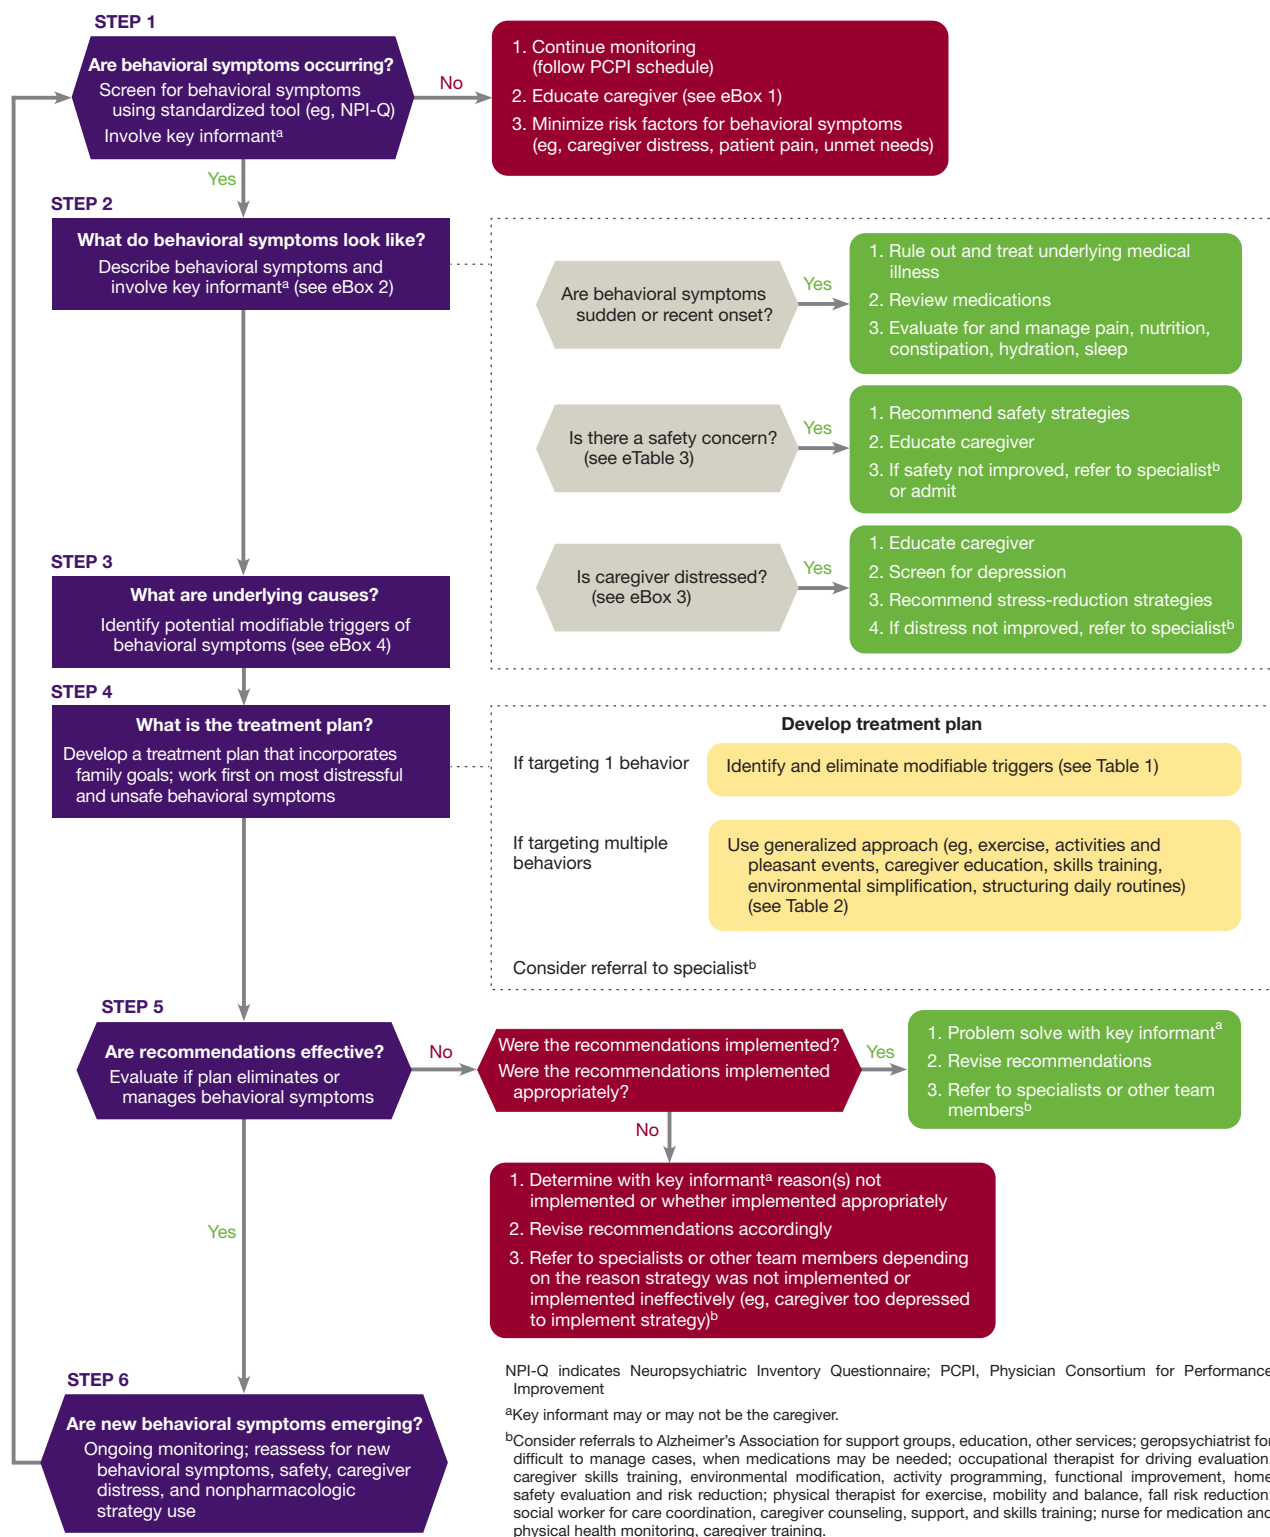 STEP 1
Are behavioral symptoms occurring?
Screen for behavioral symptoms
using standardized tool (eg, NPI-Q)
Involve key informantᵃ
No
1. Continue monitoring
(follow PCPI schedule)
2. Educate caregiver (see eBox 1)
3. Minimize risk factors for behavioral symptoms
(eg, caregiver distress, patient pain, unmet needs)
Yes
STEP 2
What do behavioral symptoms look like?
Describe behavioral symptoms and
involve key informantᵃ (see eBox 2)
Are behavioral symptoms
sudden or recent onset?
Yes
1. Rule out and treat underlying medical
illness
2. Review medications
3. Evaluate for and manage pain, nutrition,
constipation, hydration, sleep
Is there a safety concern?
(see eTable 3)
Yes
1. Recommend safety strategies
2. Educate caregiver
3. If safety not improved, refer to specialistᵇ
or admit
Is caregiver distressed?
(see eBox 3)
Yes
1. Educate caregiver
2. Screen for depression
3. Recommend stress-reduction strategies
4. If distress not improved, refer to specialistᵇ
STEP 3
What are underlying causes?
Identify potential modifiable triggers of
behavioral symptoms (see eBox 4)
STEP 4
What is the treatment plan?
Develop a treatment plan that incorporates
family goals; work first on most distressful
and unsafe behavioral symptoms
Develop treatment plan
If targeting 1 behavior
Identify and eliminate modifiable triggers (see Table 1)
If targeting multiple
behaviors
Use generalized approach (eg, exercise, activities and
pleasant events, caregiver education, skills training,
environmental simplification, structuring daily routines)
(see Table 2)
Consider referral to specialistᵇ
STEP 5
Are recommendations effective?
Evaluate if plan eliminates or
manages behavioral symptoms
No
Were the recommendations implemented?
Were the recommendations implemented
appropriately?
Yes
1. Problem solve with key informantᵃ
2. Revise recommendations
3. Refer to specialists or other team
membersᵇ
No
1. Determine with key informantᵃ reason(s) not
implemented or whether implemented appropriately
2. Revise recommendations accordingly
3. Refer to specialists or other team members depending
on the reason strategy was not implemented or
implemented ineffectively (eg, caregiver too depressed
to implement strategy)ᵇ
Yes
STEP 6
Are new behavioral symptoms emerging?
Ongoing monitoring; reassess for new
behavioral symptoms, safety, caregiver
distress, and nonpharmacologic
strategy use
NPI-Q indicates Neuropsychiatric Inventory Questionnaire; PCPI, Physician Consortium for Performance
Improvement
ᵃKey informant may or may not be the caregiver.
ᵇConsider referrals to Alzheimer's Association for support groups, education, other services; geropsychiatrist for
difficult to manage cases, when medications may be needed; occupational therapist for driving evaluation,
caregiver skills training, environmental modification, activity programming, functional improvement, home
safety evaluation and risk reduction; physical therapist for exercise, mobility and balance, fall risk reduction;
social worker for care coordination, caregiver counseling, support, and skills training; nurse for medication and
physical health monitoring, caregiver training.